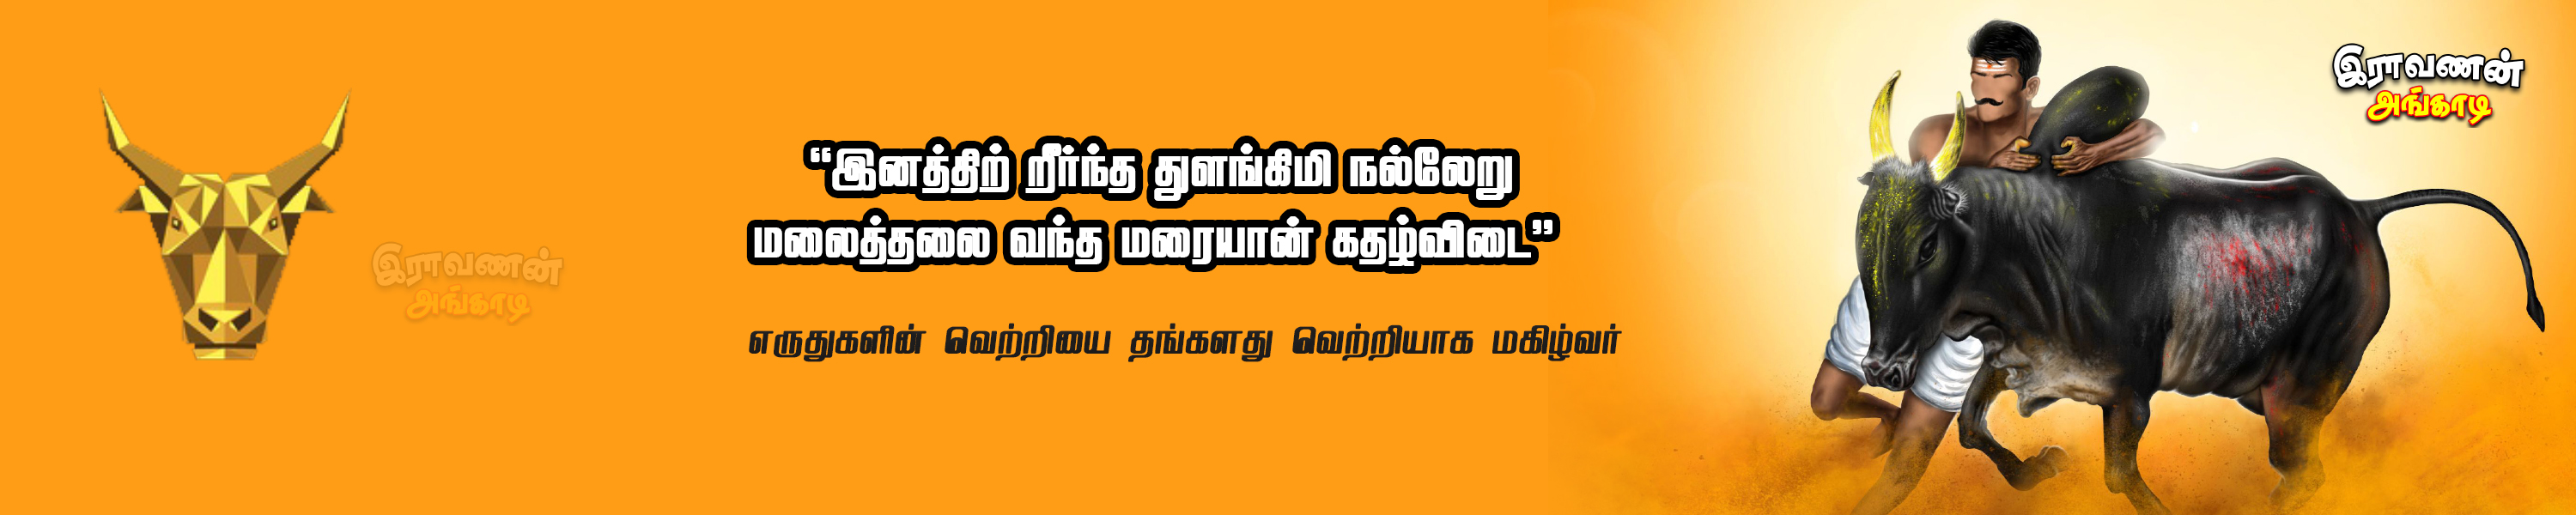 இராவணன்
அங்காடி
“இனத்திற் றீர்ந்த துளங்கிமி நல்லேறு
மலைத்தலை வந்த மரையான் கதழ்விடை”
எருதுகளின் வெற்றியை தங்களது வெற்றியாக மகிழ்வர்
இராவணன்
அங்காடி